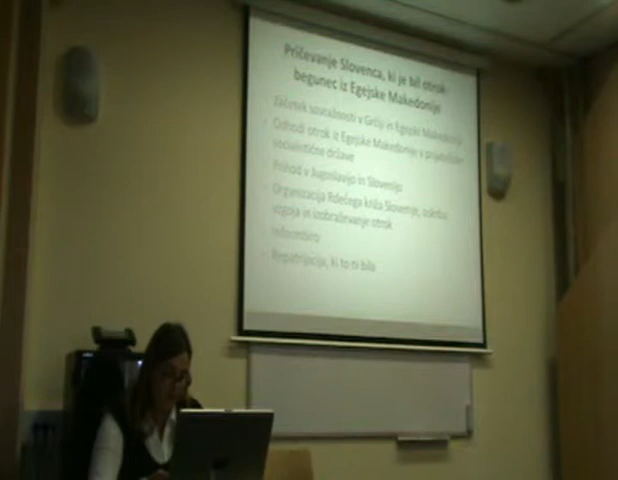 Pričevanje Slovenca, ki je bil otrok
begunec iz Egejske Makedonije
Začetek sovražnosti v Grčiji in Egejski Makedoniji
Odhodi otrok iz Egejske Makedonije v prijateljske
socialistične države
Prihod v Jugoslavijo in Slovenijo
Organizacija Rdečega križa Slovenije, oskrba
vzgoja in izobraževanje otrok
Informbiro
Repatriacija, ki to ni bila